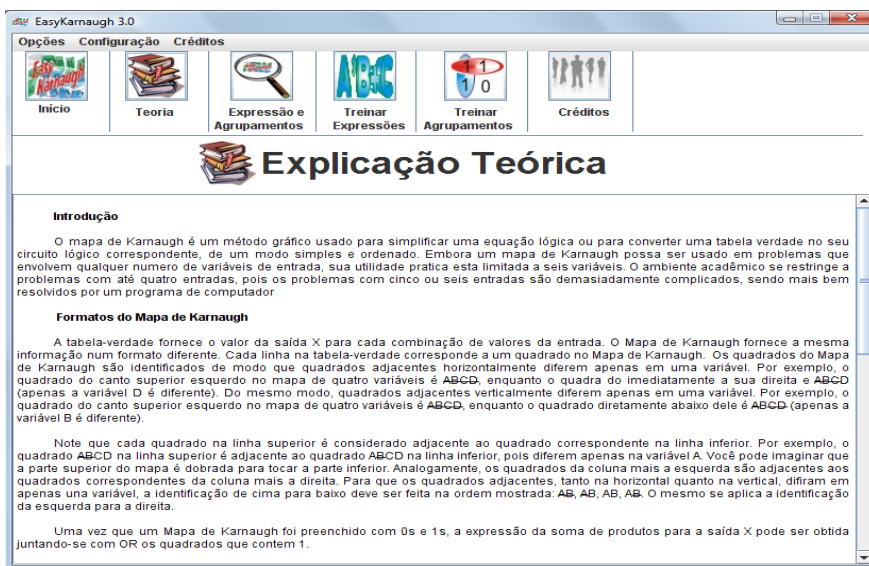 EasyKarnaugh 3.0
Opções Configuração Créditos
Easy
Karnaugh
Início
Teoria
Expressão e
Agrupamentos
A+B=C
Treinar
Expressões
1 1
1 0
Treinar
Agrupamentos
Créditos
Explicação Teórica
Introdução
O mapa de Karnaugh é um método gráfico usado para simplificar uma equação lógica ou para converter uma tabela verdade no seu
circuito lógico correspondente, de um modo simples e ordenado. Embora um mapa de Karnaugh possa ser usado em problemas que
envolvem qualquer numero de variáveis de entrada, sua utilidade pratica esta limitada a seis variáveis. O ambiente acadêmico se restringe a
problemas com até quatro entradas, pois os problemas com cinco ou seis entradas são demasiadamente complicados, sendo mais bem
resolvidos por um programa de computador
Formatos do Mapa de Karnaugh
A tabela-verdade fornece o valor da saída X para cada combinação de valores da entrada. O Mapa de Karnaugh fornece a mesma
informação num formato diferente. Cada linha na tabela-verdade corresponde a um quadrado no Mapa de Karnaugh. Os quadrados do Mapa
de Karnaugh são identificados de modo que quadrados adjacentes horizontalmente diferem apenas em uma variável. Por exemplo, o
quadrado do canto superior esquerdo no mapa de quatro variáveis é ABCD, enquanto o quadra do imediatamente a sua direita e ABCD
(apenas a variável D é diferente). Do mesmo modo, quadrados adjacentes verticalmente diferem apenas em uma variável. Por exemplo, o
quadrado do canto superior esquerdo no mapa de quatro variáveis é ABCD, enquanto o quadrado diretamente abaixo dele é ABCD (apenas a
variável B é diferente).
Note que cada quadrado na linha superior é considerado adjacente ao quadrado correspondente na linha inferior. Por exemplo, o
quadrado ABCD na linha superior é adjacente ao quadrado ABCD na linha inferior, pois diferem apenas na variável A. Você pode imaginar que
a parte superior do mapa é dobrada para tocar a parte inferior. Analogamente, os quadrados da coluna mais a esquerda são adjacentes aos
quadrados correspondentes da coluna mais a direita. Para que os quadrados adjacentes, tanto na horizontal quanto na vertical, difiram em
apenas una variável, a identificação de cima para baixo deve ser feita na ordem mostrada: AB, AB, AB, AB. O mesmo se aplica a identificação
da esquerda para a direita.
Uma vez que um Mapa de Karnaugh foi preenchido com 0s e 1s, a expressão da soma de produtos para a saída X pode ser obtida
juntando-se com OR os quadrados que contem 1.